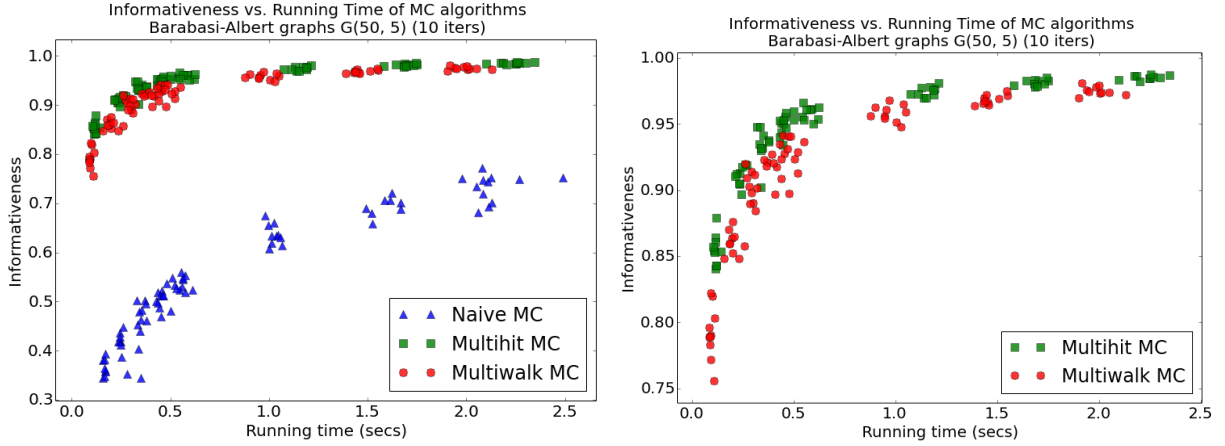 Informativeness vs. Running Time of MC algorithms
Barabasi-Albert graphs G(50, 5) (10 iters)
Informativeness
1.0
0.9
0.8
0.7
0.6
0.5
0.4
0.3
Naive MC
Multihit MC
Multiwalk MC
0.0 0.5 1.0 1.5 2.0 2.5
Running time (secs)
Informativeness vs. Running Time of MC algorithms
Barabasi-Albert graphs G(50, 5) (10 iters)
Informativeness
1.00
0.95
0.90
0.85
0.80
0.75
Multihit MC
Multiwalk MC
0.0 0.5 1.0 1.5 2.0 2.5
Running time (secs)